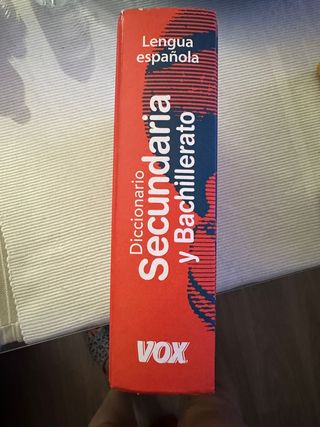 Lengua
española
Diccionario
Secundaria
y Bachillerato
VOX